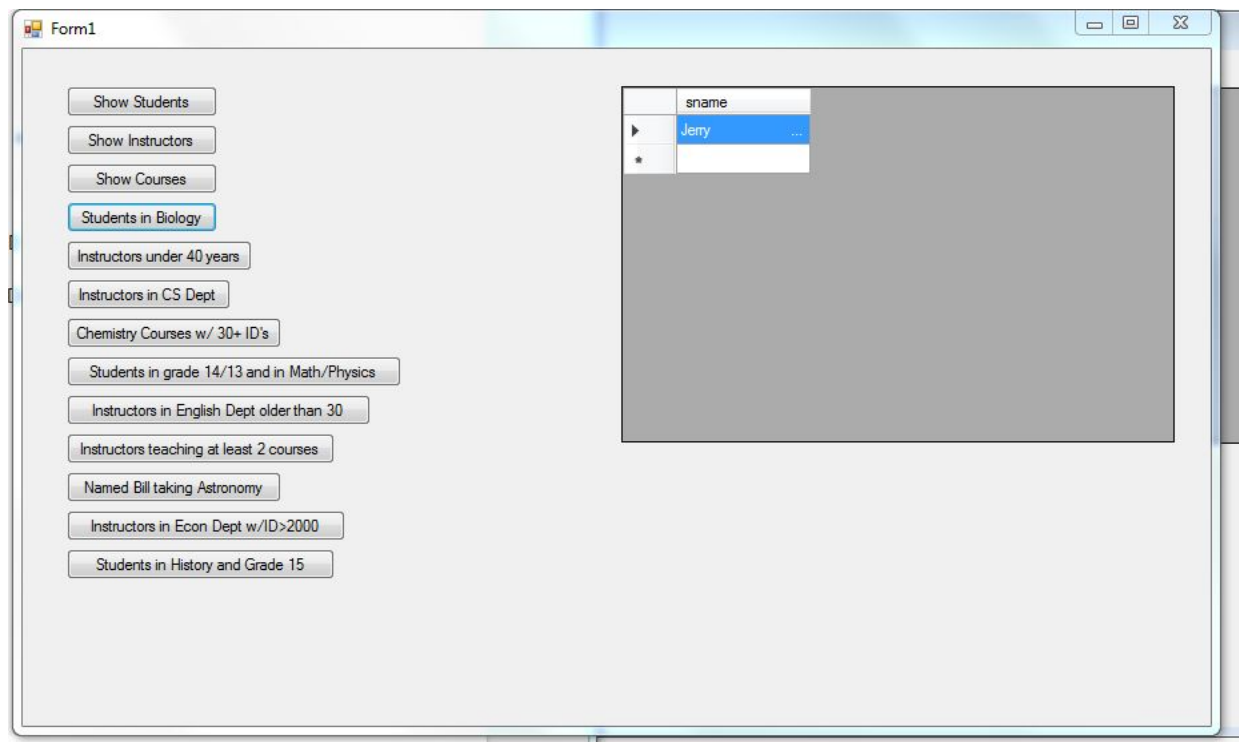 Form1
Show Students
Show Instructors
Show Courses
Students in Biology
Instructors under 40 years
Instructors in CS Dept
Chemistry Courses w/ 30+ ID's
Students in grade 14/13 and in Math/Physics
Instructors in English Dept older than 30
Instructors teaching at least 2 courses
Named Bill taking Astronomy
Instructors in Econ Dept w/ID>2000
Students in History and Grade 15
sname
Jerry ...
*